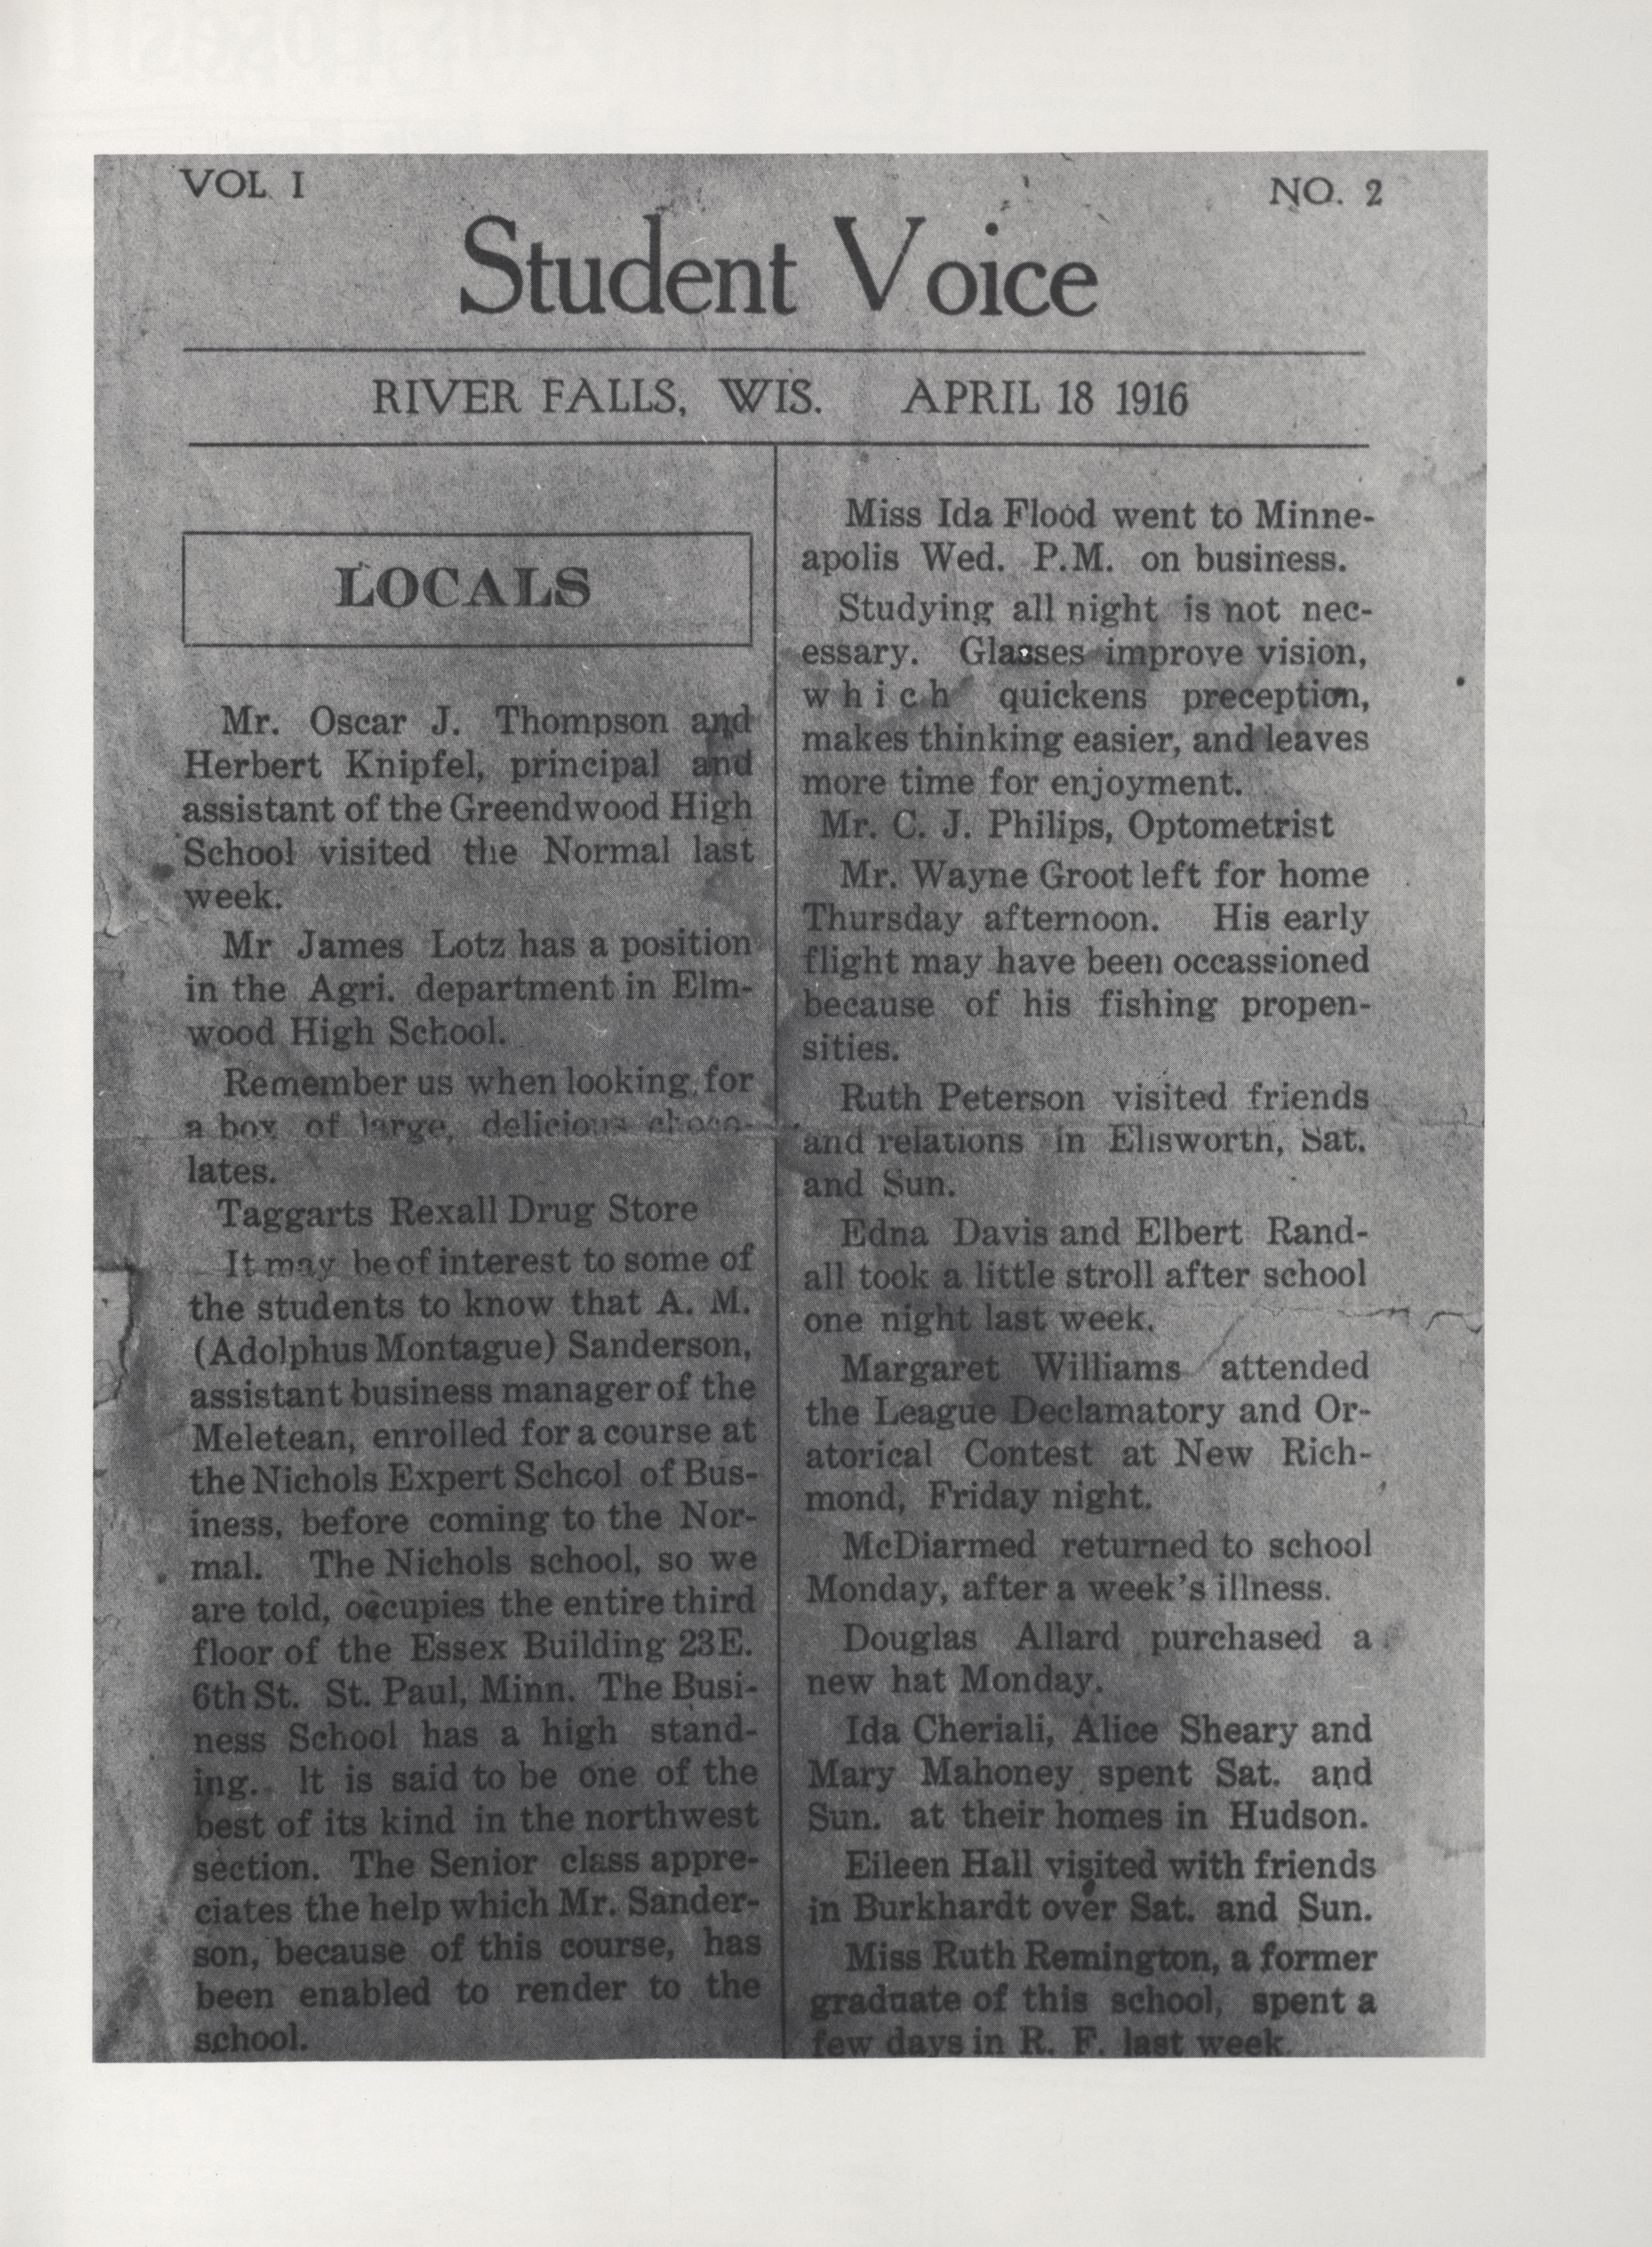 VOL I
NO. 2
Student Voice
RIVER FALLS, WIS. APRIL 18 1916
LOCALS
Mr. Oscar J. Thompson and
Herbert Knipfel, principal and
assistant of the Greendwood High
School visited the Normal last
week.
Mr James Lotz has a position
in the Agri. department in Elm-
wood High School.
Remember us when looking for
a box of large, delicious choco-
lates.
Taggarts Rexall Drug Store
It may be of interest to some of
the students to know that A. M.
(Adolphus Montague) Sanderson,
assistant business manager of the
Meletean, enrolled for a course at
the Nichols Expert School of Bus-
iness, before coming to the Nor-
mal. The Nichols school, so we
are told, occupies the entire third
floor of the Essex Building 23E.
6th St. St. Paul, Minn. The Busi-
ness School has a high stand-
ing. It is said to be one of the
best of its kind in the northwest
section. The Senior class appre-
ciates the help which Mr. Sander-
son, because of this course, has
been enabled to render to the
school.
Miss Ida Flood went to Minne-
apolis Wed. P.M. on business.
Studying all night is not nec-
essary. Glasses improve vision,
which quickens preception,
makes thinking easier, and leaves
more time for enjoyment.
Mr. C. J. Philips, Optometrist
Mr. Wayne Groot left for home
Thursday afternoon. His early
flight may have been occassioned
because of his fishing propen-
sities.
Ruth Peterson visited friends
and relations in Ellsworth, Sat.
and Sun.
Edna Davis and Elbert Rand-
all took a little stroll after school
one night last week.
Margaret Williams attended
the League Declamatory and Or-
atorical Contest at New Rich-
mond, Friday night.
McDiarmed returned to school
Monday, after a week's illness.
Douglas Allard purchased a
new hat Monday.
Ida Cheriali, Alice Sheary and
Mary Mahoney spent Sat. and
Sun. at their homes in Hudson.
Eileen Hall visited with friends
in Burkhardt over Sat. and Sun.
Miss Ruth Remington, a former
graduate of this school, spent a
few days in R. F. last week.